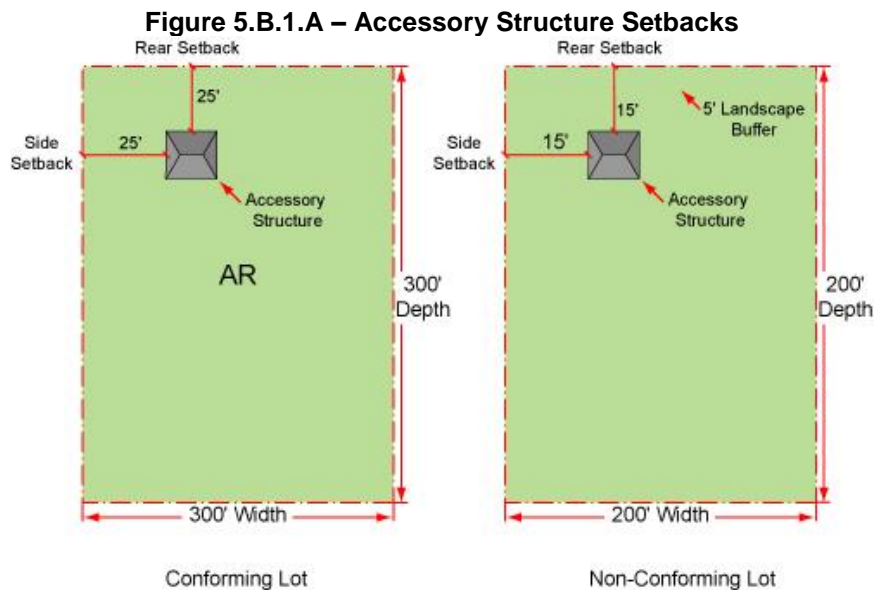 Figure 5.B.1.A – Accessory Structure Setbacks
Rear Setback
25'
Side
Setback
25'
Accessory
Structure
AR
300'
Depth
300' Width
Conforming Lot
Rear Setback
15'
5' Landscape
Buffer
Side
Setback
15'
Accessory
Structure
200'
Depth
200' Width
Non-Conforming Lot